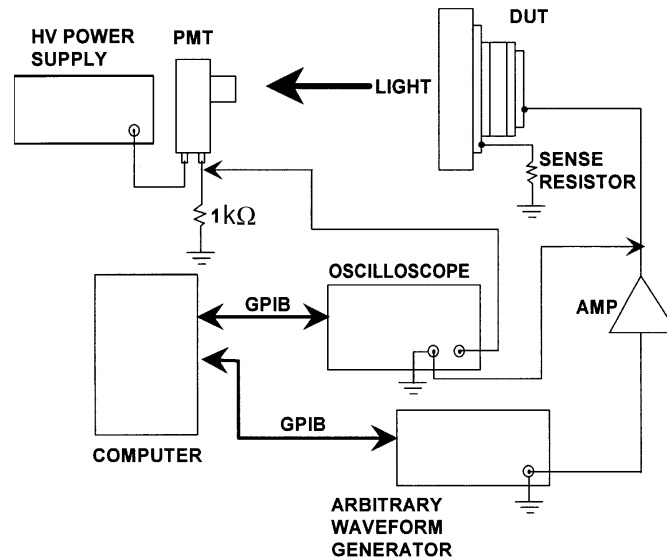 HV POWER
SUPPLY
PMT
DUT
LIGHT
SENSE
RESISTOR
1kΩ
OSCILLOSCOPE
GPIB
AMP
GPIB
COMPUTER
ARBITRARY
WAVEFORM
GENERATOR